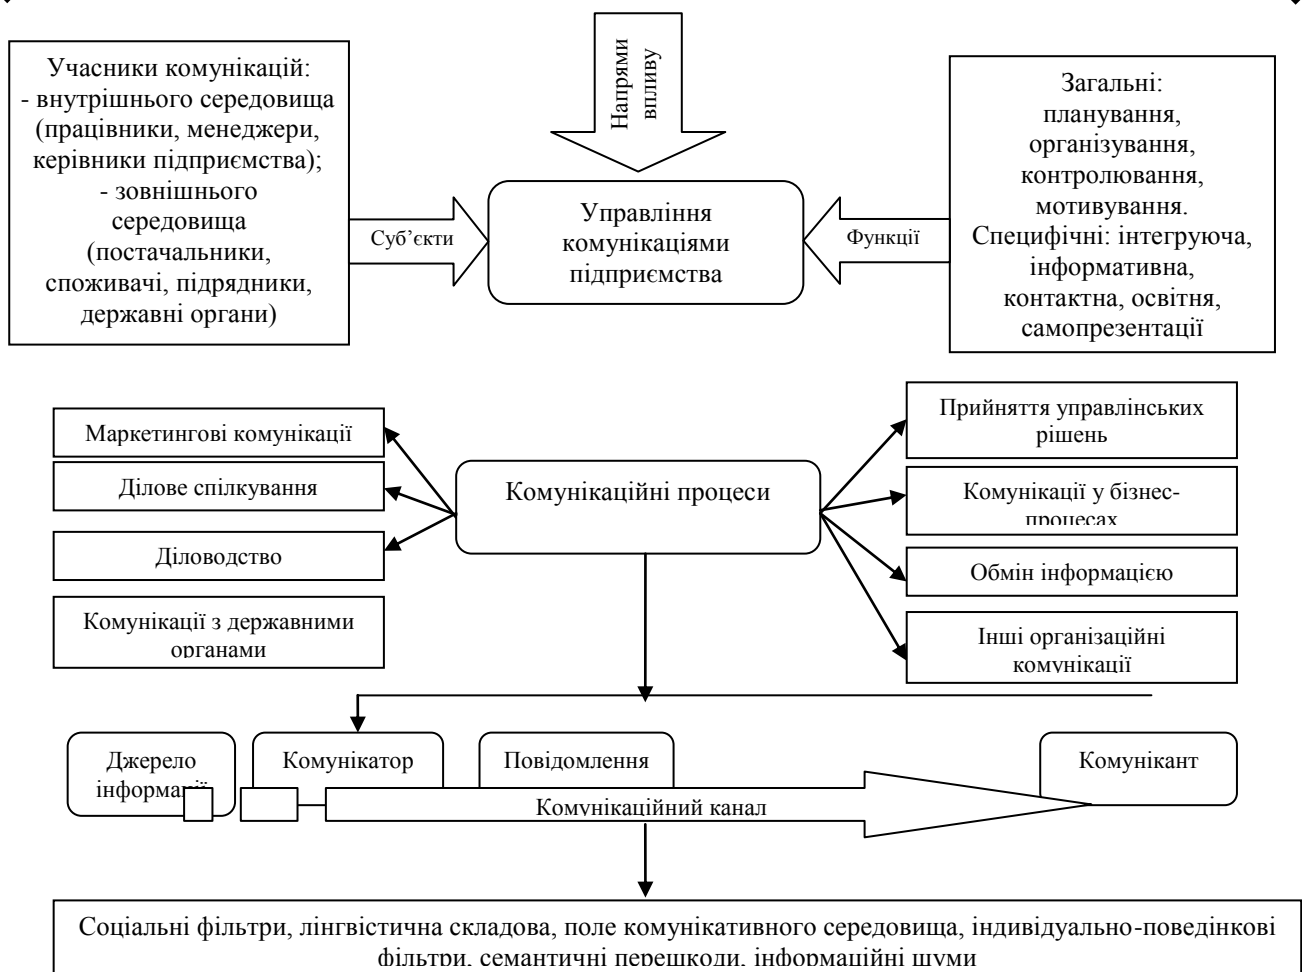 Напрями
впливу
Учасники комунікацій:
- внутрішнього середовища
(працівники, менеджери,
керівники підприємства);
- зовнішнього
середовища
(постачальники,
споживачі, підрядники,
державні органи)
Суб’єкти
Управління
комунікаціями
підприємства
Функції
Загальні:
планування,
організування,
контролювання,
мотивування.
Специфічні: інтегруюча,
інформативна,
контактна, освітня,
самопрезентації
Маркетингові комунікації
Ділове спілкування
Діловодство
Комунікації з державними
органами
Комунікаційні процеси
Прийняття управлінських
рішень
Комунікації у бізнес-
процесах
Обмін інформацією
Інші організаційні
комунікації
Джерело
інформації
Комунікатор
Повідомлення
Комунікант
Комунікаційний канал
Соціальні фільтри, лінгвістична складова, поле комунікативного середовища, індивідуально-поведінкові
фільтри, семантичні перешкоди, інформаційні шуми